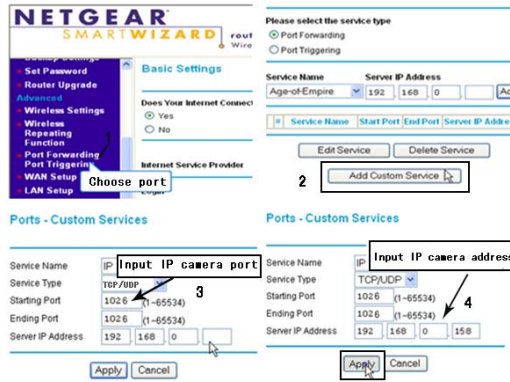 NETGEAR
SMARTWIZARD rout
Wire
Set Password
Router Upgrade
Advanced
Wireless Settings
Wireless
Repeating
Function
Port Forwarding
Port Triggering
WAN Setup
LAN Setup
1
Choose port
Basic Settings
Does Your Internet Connect
Yes
No
Internet Service Provider
Please select the service type
Port Forwarding
Port Triggering
Service Name Server IP Address
Age-of-Empire 192 . 168 . 0 .
# Service Name Start Port End Port Server IP Addre
Edit Service Delete Service
2 Add Custom Service
Ports - Custom Services
Service Name IP
Input IP camera port
Service Type TCP/UDP
3
Starting Port 1026 (1~65534)
Ending Port 1026 (1~65534)
Server IP Address 192 . 168 . 0 .
Apply Cancel
Ports - Custom Services
Service Name IP
Input IP camera address
Service Type TCP/UDP
4
Starting Port 1026 (1~65534)
Ending Port 1026 (1~65534)
Server IP Address 192 . 168 . 0 . 158
Apply Cancel